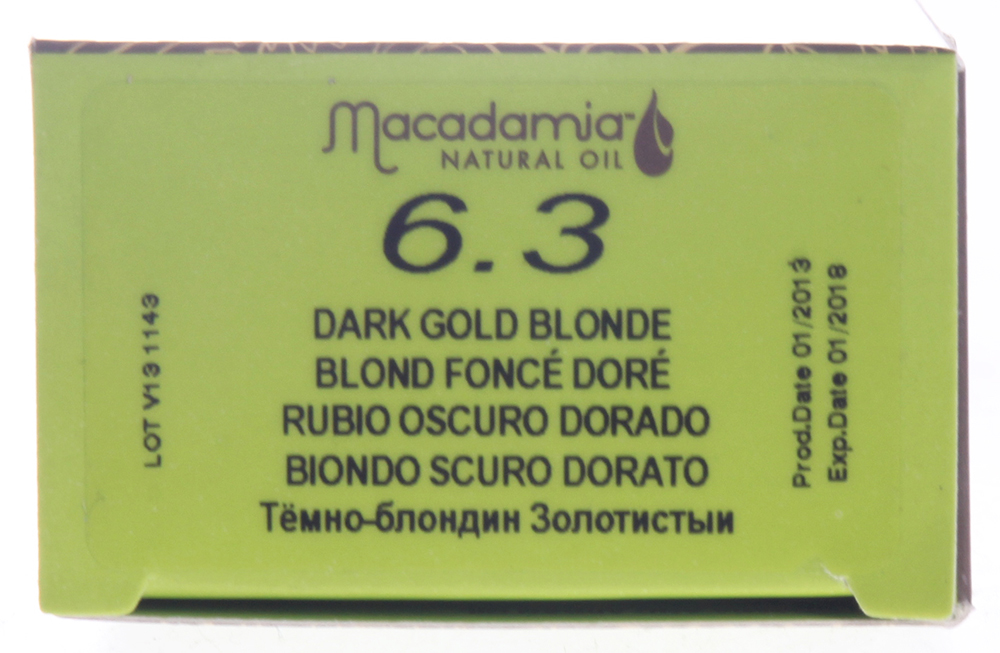 Macadamia™
NATURAL OIL
6.3
DARK GOLD BLONDE
BLOND FONCÉ DORÉ
RUBIO OSCURO DORADO
BIONDO SCURO DORATO
Тёмно-блондин Золотистыи
LOT V131143
Prod.Date 01/2013
Exp.Date 01/2018